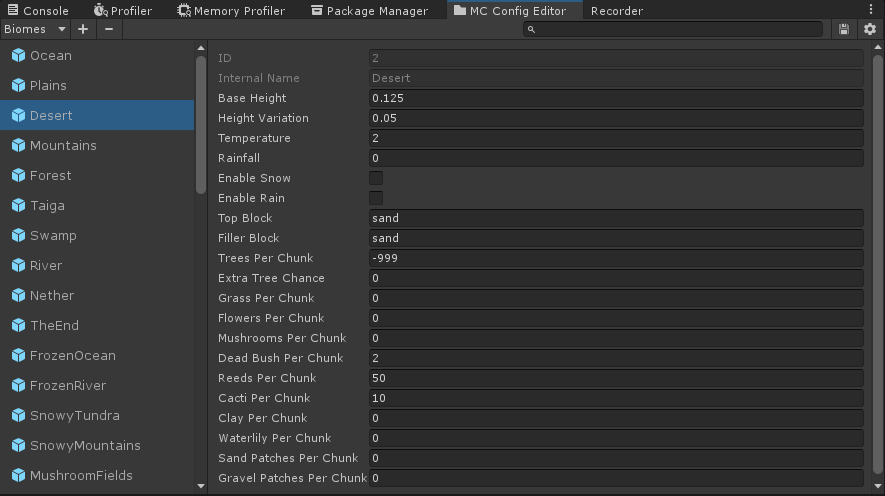 Console Profiler Memory Profiler Package Manager MC Config Editor Recorder
Biomes
Ocean
Plains
Desert
Mountains
Forest
Taiga
Swamp
River
Nether
TheEnd
FrozenOcean
FrozenRiver
SnowyTundra
SnowyMountains
MushroomFields
ID 2
Internal Name Desert
Base Height 0.125
Height Variation 0.05
Temperature 2
Rainfall 0
Enable Snow
Enable Rain
Top Block sand
Filler Block sand
Trees Per Chunk -999
Extra Tree Chance 0
Grass Per Chunk 0
Flowers Per Chunk 0
Mushrooms Per Chunk 0
Dead Bush Per Chunk 2
Reeds Per Chunk 50
Cacti Per Chunk 10
Clay Per Chunk 0
Waterlily Per Chunk 0
Sand Patches Per Chunk 0
Gravel Patches Per Chunk 0